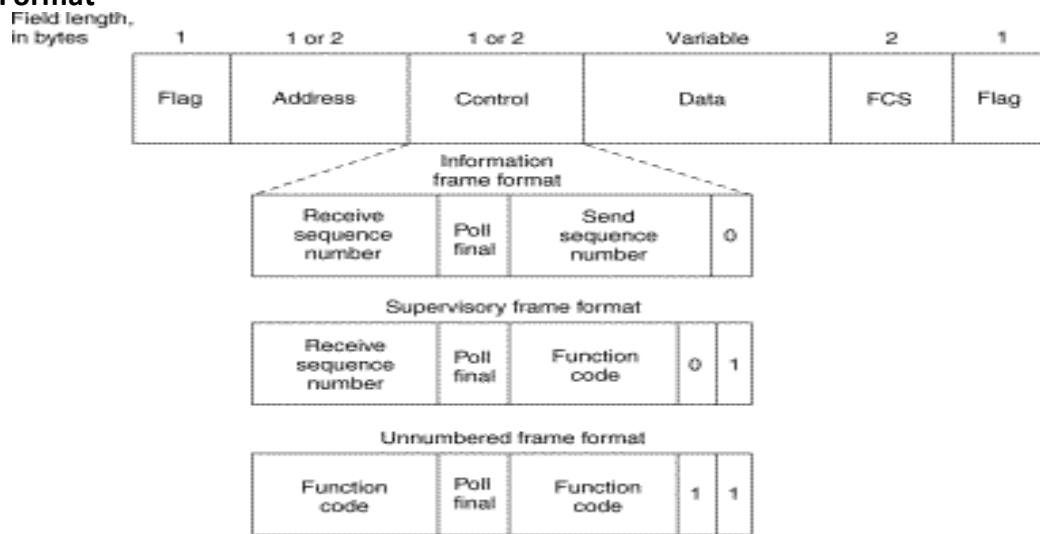 Format
Field length,
in bytes 1 1 or 2 1 or 2 Variable 2 1
Flag Address Control Data FCS Flag
Information
frame format
Receive
sequence
number
Poll
final
Send
sequence
number
0
Supervisory frame format
Receive
sequence
number
Poll
final
Function
code
0 1
Unnumbered frame format
Function
code
Poll
final
Function
code
1 1